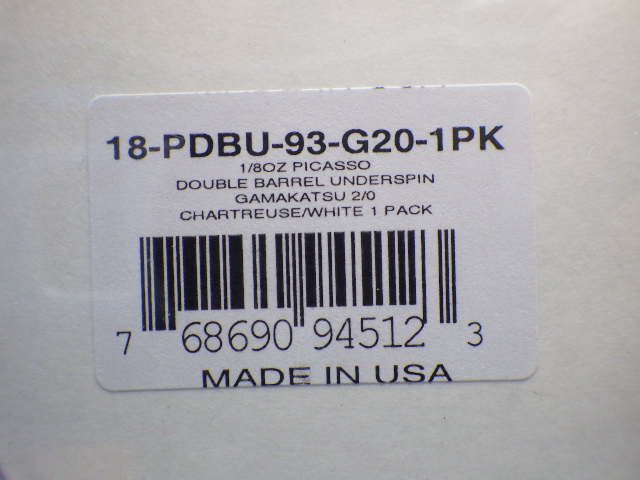 18-PDBU-93-G20-1PK
1/8OZ PICASSO
DOUBLE BARREL UNDERSPIN
GAMAKATSU 2/0
CHARTREUSE/WHITE 1 PACK
7 68690 94512 3
MADE IN USA